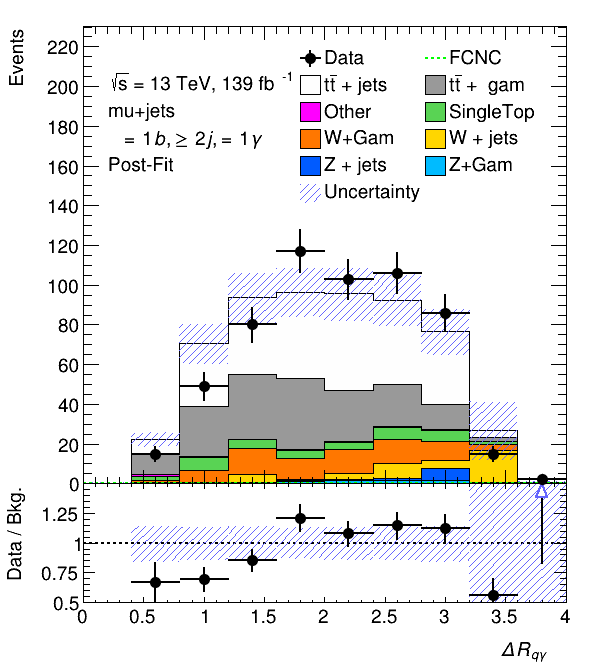 Events
220
200
180
160
140
120
100
80
60
40
20
0
√s = 13 TeV, 139 fb⁻¹
mu+jets
= 1b, ≥ 2j, = 1γ
Post-Fit
Data
FCNC
tt̄ + jets
tt̄ + gam
Other
SingleTop
W+Gam
W + jets
Z + jets
Z+Gam
Uncertainty
Data / Bkg.
1.25
1
0.75
0.5
0 0.5 1 1.5 2 2.5 3 3.5 4
ΔR_qγ